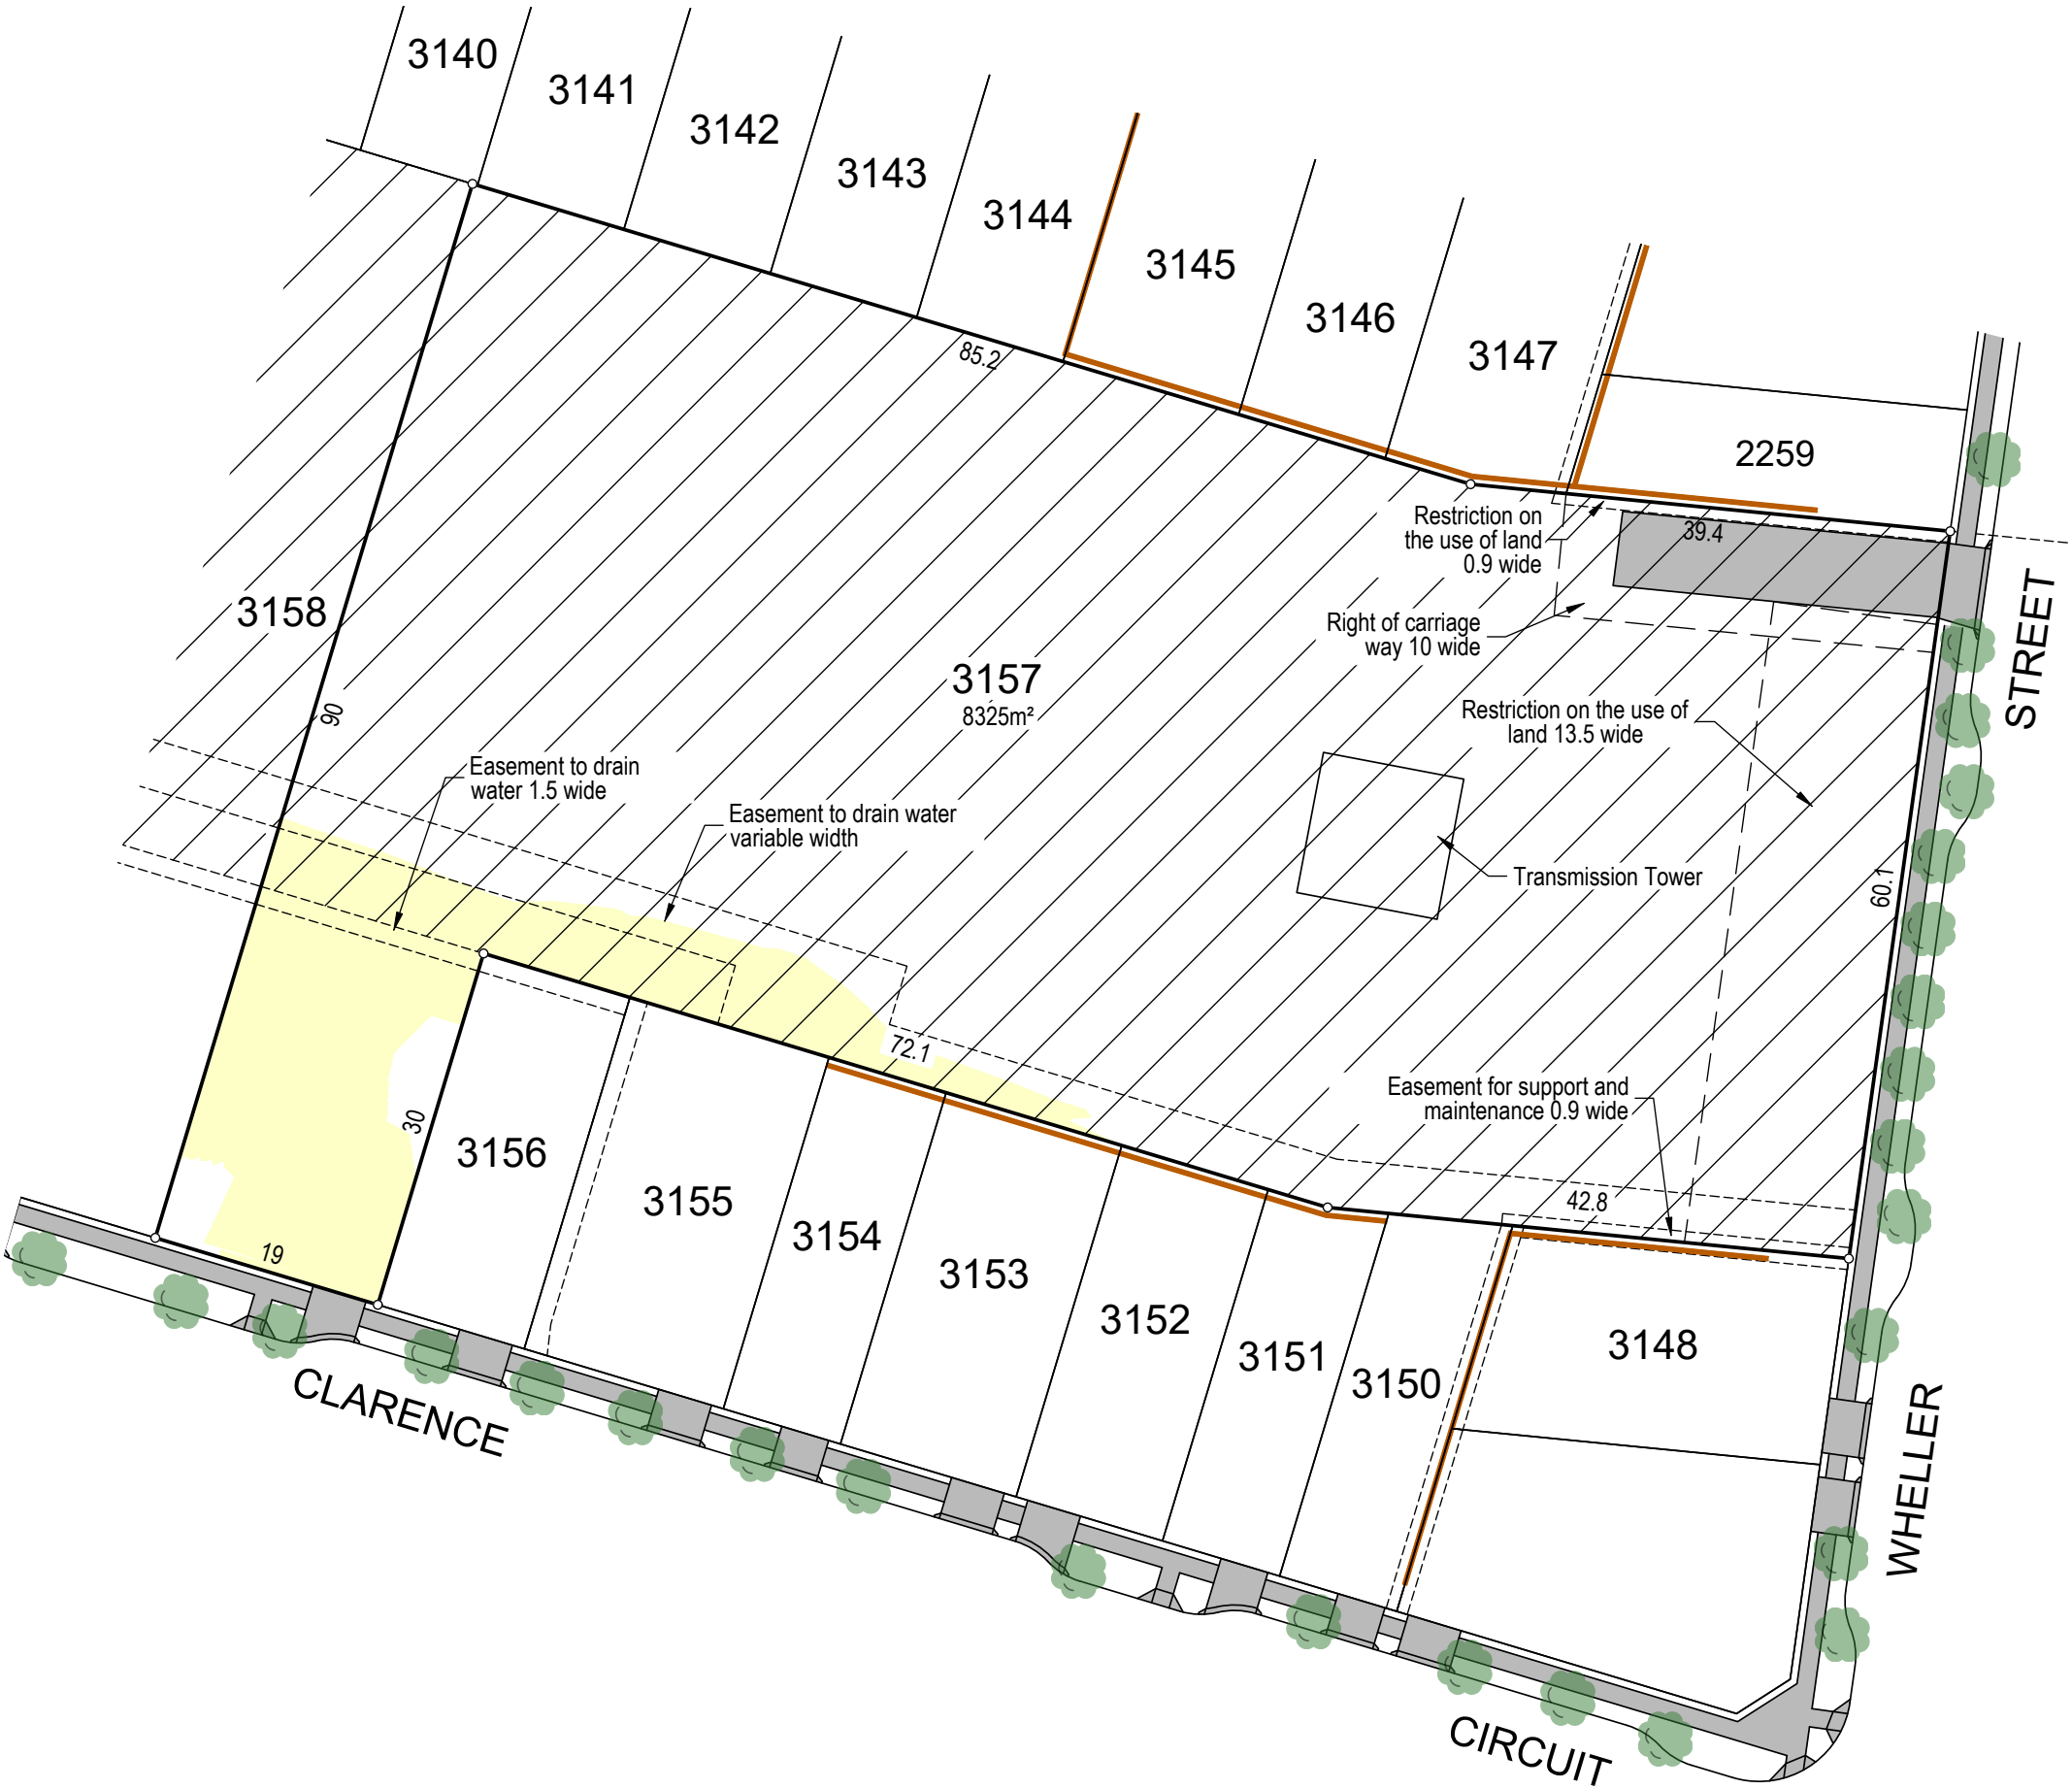 3140
3141
3142
3143
3144
3145
3146
3147
2259
85.2
39.4
Restriction on
the use of land
0.9 wide
Right of carriage
way 10 wide
STREET
3158
3157
8325m²
90
Restriction on the use of
land 13.5 wide
Easement to drain
water 1.5 wide
Easement to drain water
variable width
Transmission Tower
60.1
72.1
Easement for support and
maintenance 0.9 wide
42.8
30
3156
3155
3154
3153
3152
3151
3150
3148
19
CLARENCE
WHELLER
CIRCUIT